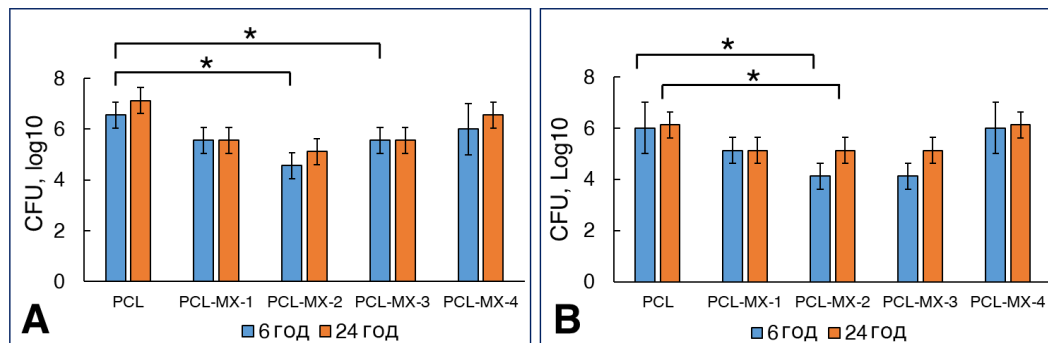 *
*
8
6
4
2
0
CFU, log10
PCL PCL-MX-1 PCL-MX-2 PCL-MX-3 PCL-MX-4
6 год 24 год
A
*
*
8
6
4
2
0
CFU, Log10
PCL PCL-MX-1 PCL-MX-2 PCL-MX-3 PCL-MX-4
6 год 24 год
B